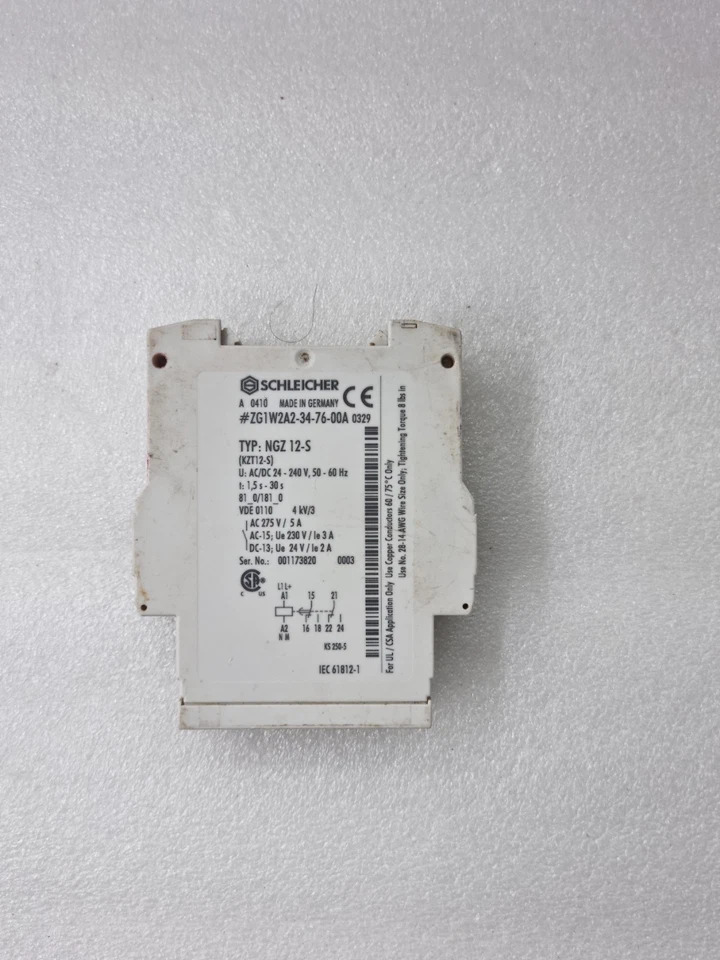 SCHLEICHER
A 0410 MADE IN GERMANY CE
#ZG1W2A2-34-76-00A 0329
TYP: NGZ 12-S
(KZT12-S)
U: AC/DC 24 - 240 V, 50 - 60 Hz
t: 1,5 s - 30 s
81_0/181_0
VDE 0110 4 kV/3
AC 275 V / 5 A
AC-15; Ue 230 V / Ie 3 A
DC-13; Ue 24 V / Ie 2 A
Ser. No.: 001173820 0003
C US
L1 L+
A1 15 21
A2 16 18 22 24
N M
KS 250-5
IEC 61812-1
For UL / CSA Application Only Use Copper Conductors 60 / 75°C Only
Use No. 28-14 AWG Wire Size Only, Tightening Torque 8 lbs in